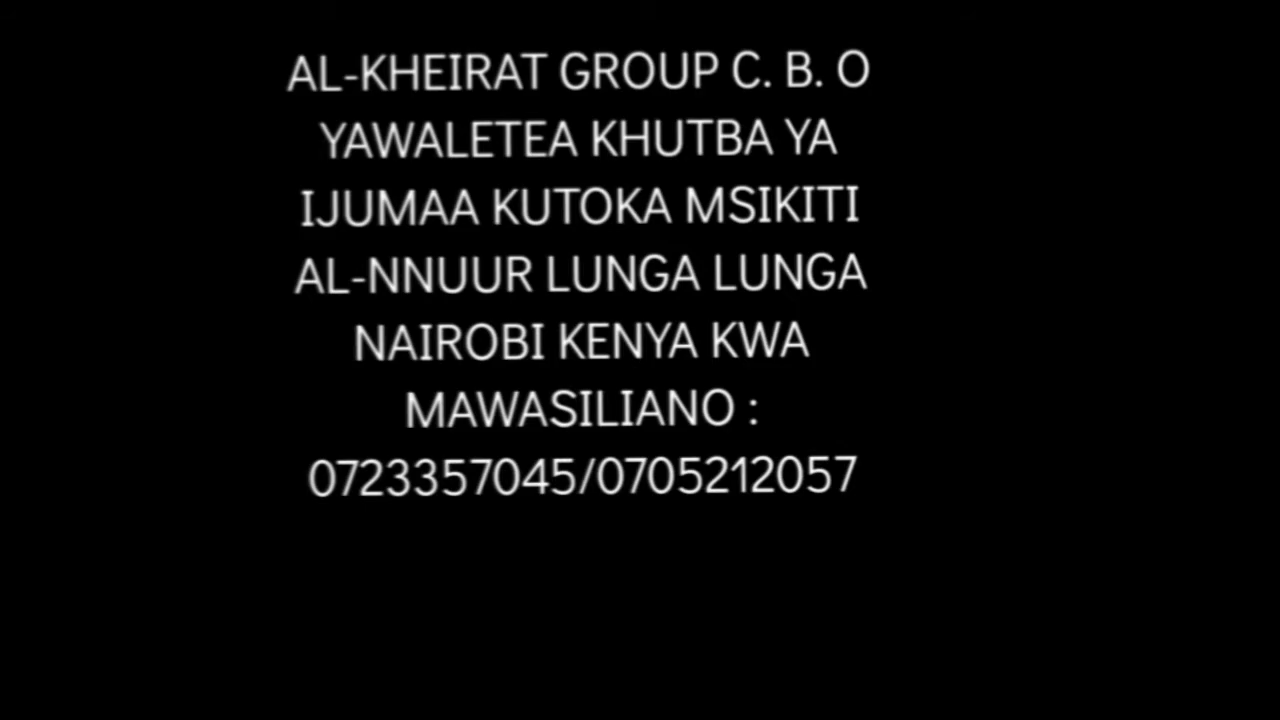 AL-KHEIRAT GROUP C. B. O
YAWALETEA KHUTBA YA
IJUMAA KUTOKA MSIKITI
AL-NNUUR LUNGA LUNGA
NAIROBI KENYA KWA
MAWASILIANO :
0723357045/0705212057